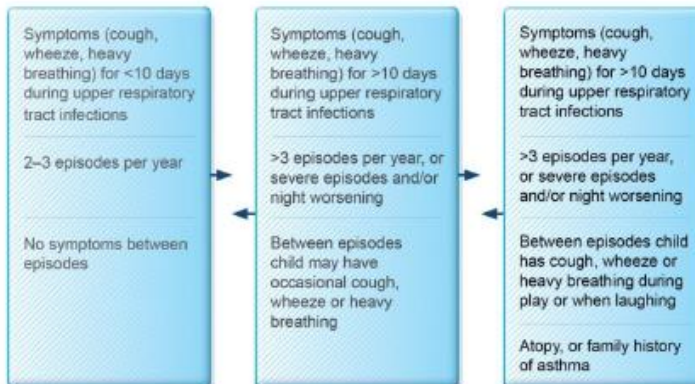 Symptoms (cough,
wheeze, heavy
breathing) for <10 days
during upper respiratory
tract infections
2–3 episodes per year
No symptoms between
episodes
Symptoms (cough,
wheeze, heavy
breathing) for >10 days
during upper respiratory
tract infections
>3 episodes per year, or
severe episodes and/or
night worsening
Between episodes
child may have
occasional cough,
wheeze or heavy
breathing
Symptoms (cough,
wheeze, heavy
breathing) for >10 days
during upper respiratory
tract infections
>3 episodes per year,
or severe episodes
and/or night worsening
Between episodes child
has cough, wheeze or
heavy breathing during
play or when laughing
Atopy, or family history
of asthma